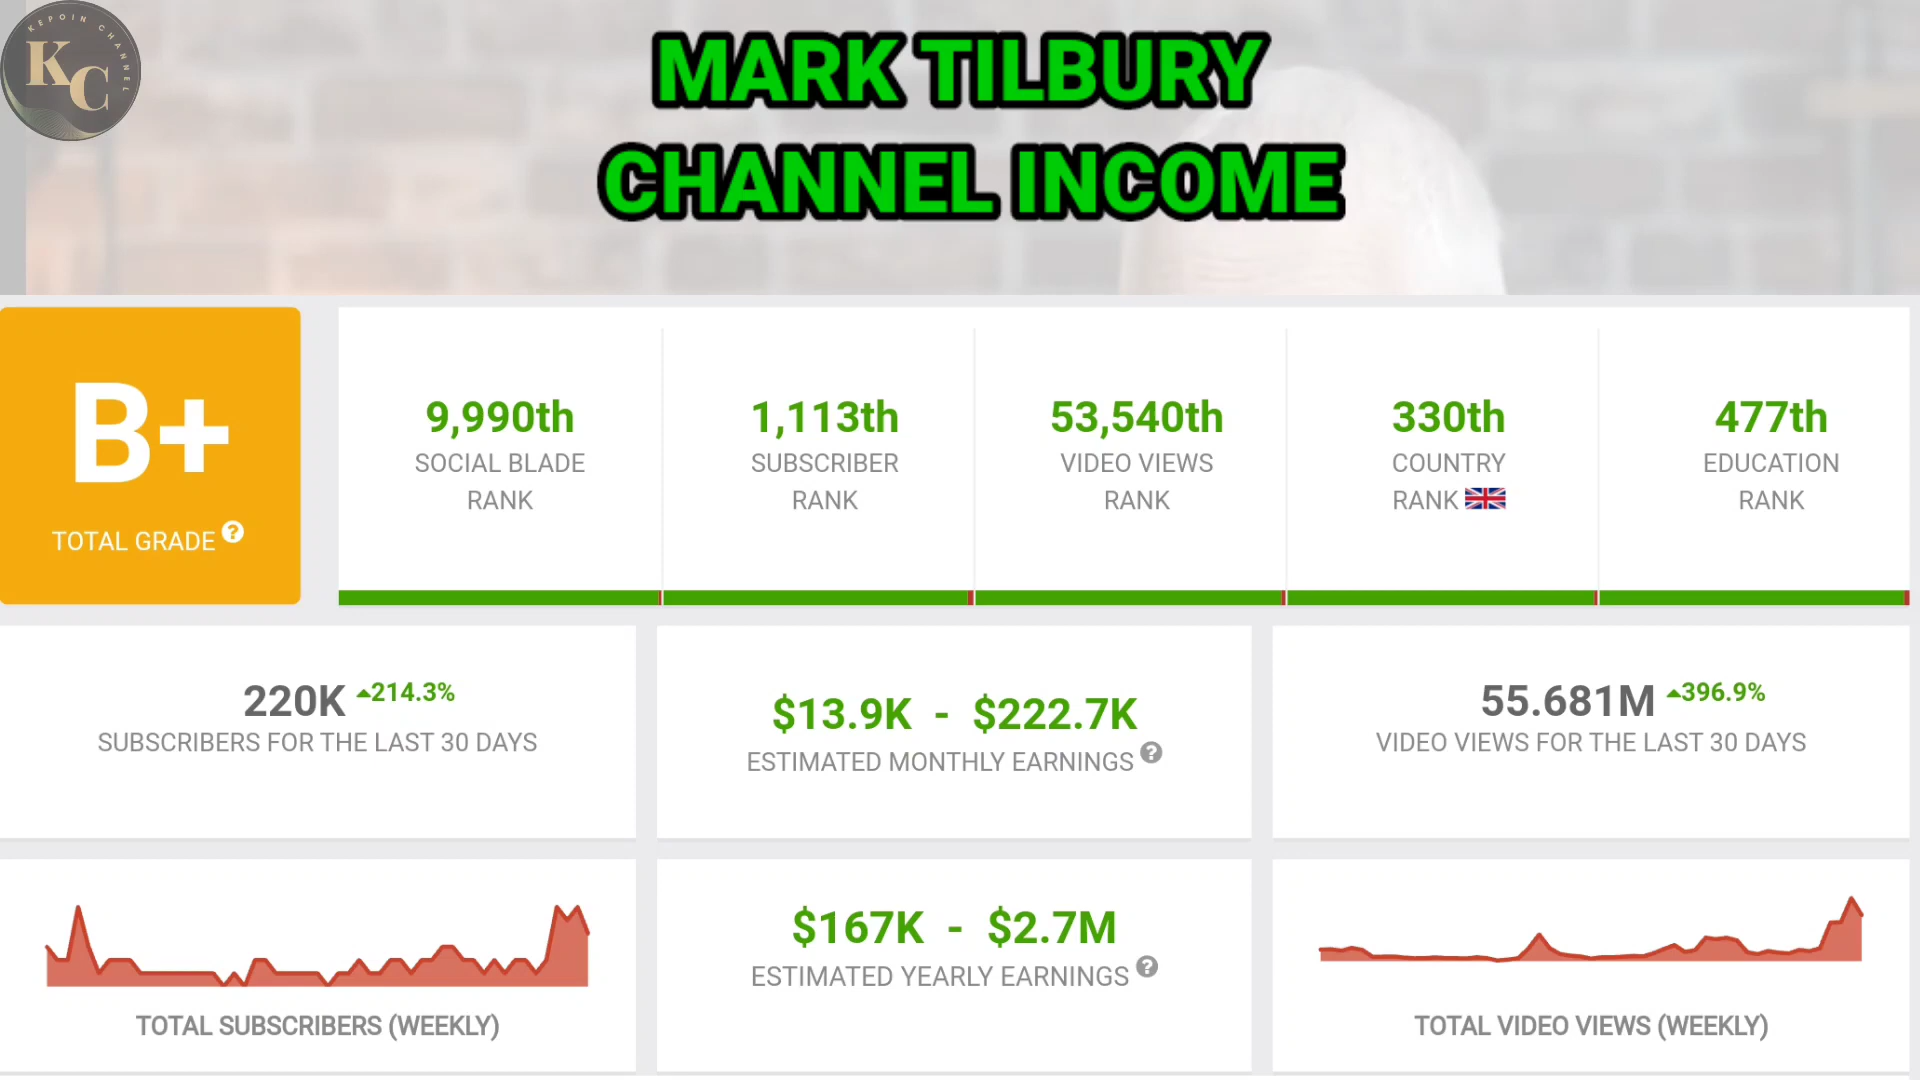 KEPOIN CHANNEL
KC
MARK TILBURY
CHANNEL INCOME
B+
TOTAL GRADE ?
9,990th
SOCIAL BLADE
RANK
1,113th
SUBSCRIBER
RANK
53,540th
VIDEO VIEWS
RANK
330th
COUNTRY
RANK
477th
EDUCATION
RANK
220K 214.3%
SUBSCRIBERS FOR THE LAST 30 DAYS
$13.9K - $222.7K
ESTIMATED MONTHLY EARNINGS ?
55.681M 396.9%
VIDEO VIEWS FOR THE LAST 30 DAYS
TOTAL SUBSCRIBERS (WEEKLY)
$167K - $2.7M
ESTIMATED YEARLY EARNINGS ?
TOTAL VIDEO VIEWS (WEEKLY)